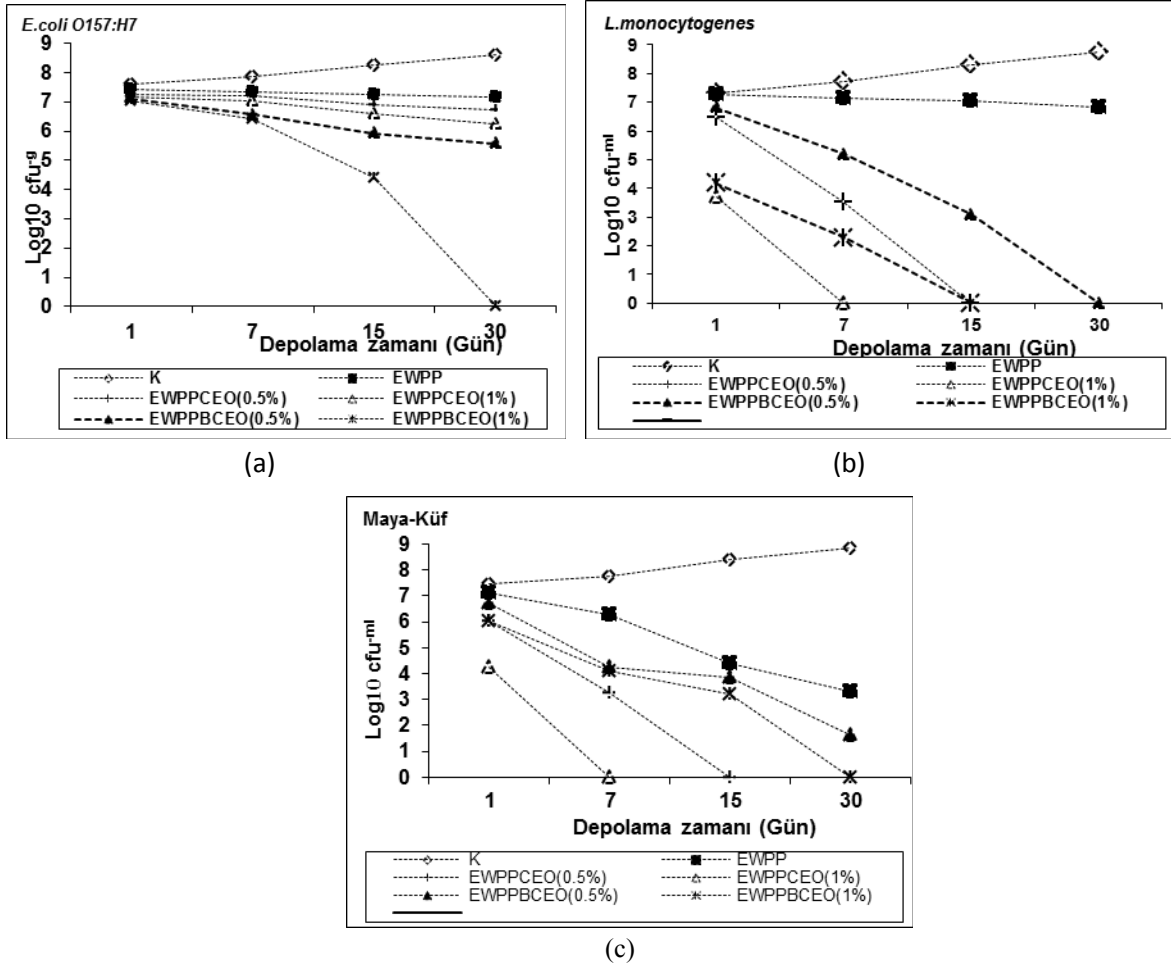 E.coli O157:H7
Log10 cfu-g
9
8
7
6
5
4
3
2
1
0
1 7 15 30
Depolama zamanı (Gün)
K EWPP
EWPPCEO(0.5%) EWPPCEO(1%)
EWPPBCEO(0.5%) EWPPBCEO(1%)
(a)
L.monocytogenes
Log10 cfu-ml
9
8
7
6
5
4
3
2
1
0
1 7 15 30
Depolama zamanı (Gün)
K EWPP
EWPPCEO(0.5%) EWPPCEO(1%)
EWPPBCEO(0.5%) EWPPBCEO(1%)
(b)
Maya-Küf
Log10 cfu-ml
9
8
7
6
5
4
3
2
1
0
1 7 15 30
Depolama zamanı (Gün)
K EWPP
EWPPCEO(0.5%) EWPPCEO(1%)
EWPPBCEO(0.5%) EWPPBCEO(1%)
(c)